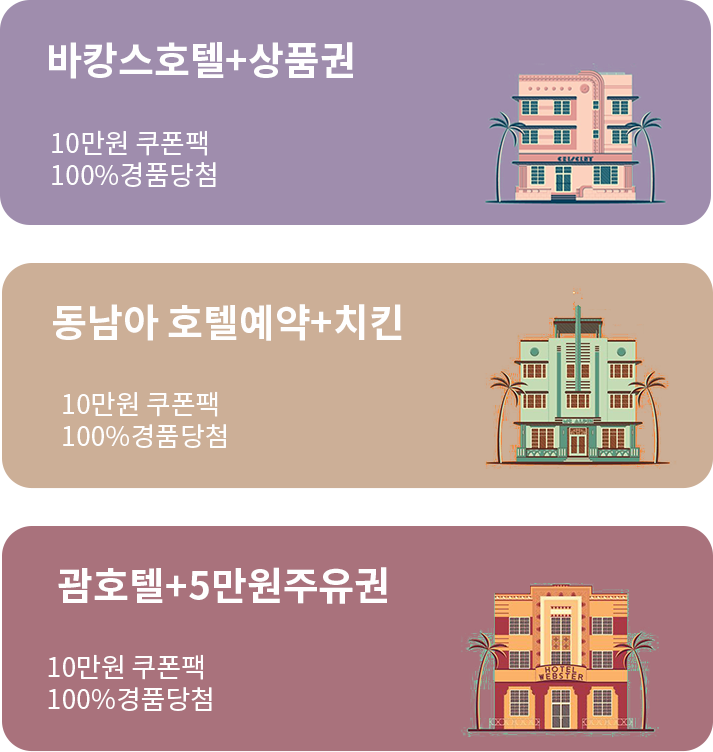 바캉스호텔+상품권
10만원 쿠폰팩
100%경품당첨
동남아 호텔예약+치킨
10만원 쿠폰팩
100%경품당첨
괌호텔+5만원주유권
10만원 쿠폰팩
100%경품당첨
HOTEL
WEBSTER